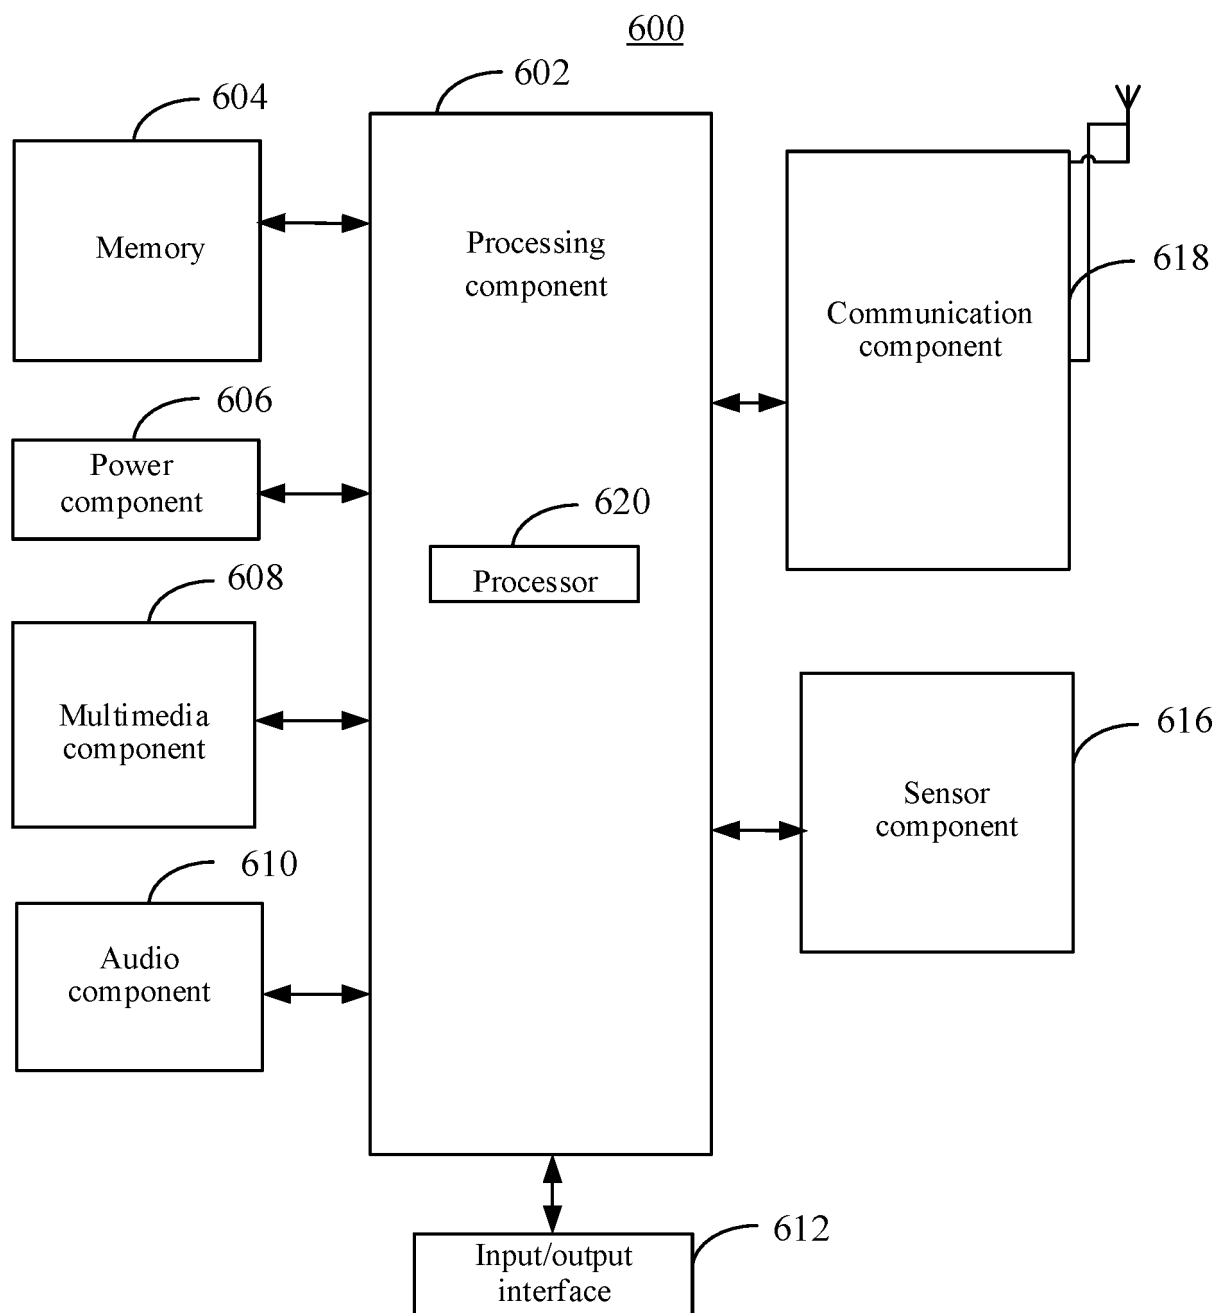 600
602
604
Memory
Processing
component
618
Communication
component
606
Power
component
620
Processor
608
Multimedia
component
616
Sensor
component
610
Audio
component
612
Input/output
interface